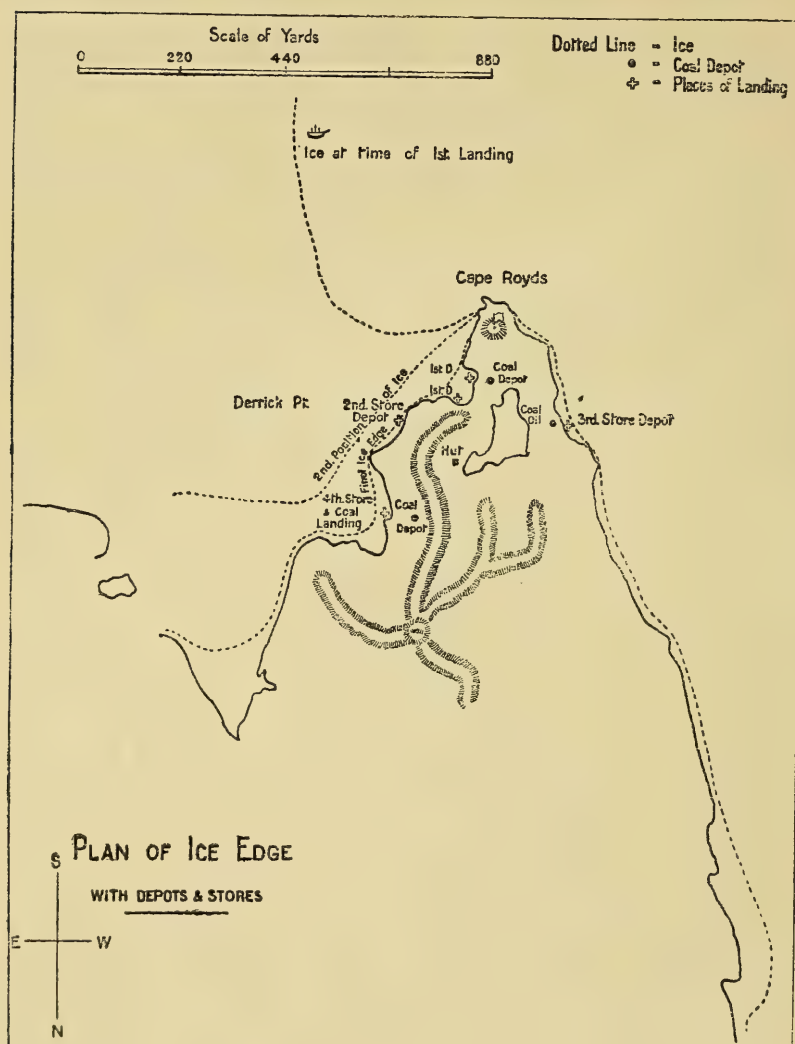 Scale of Yards
0 220 440 880
Dotted Line = Ice
= Coal Depot
= Places of Landing
Ice at time of 1st. Landing
Cape Royds
1st D.
1st. D.
Coal
Depot
Derrick Pt.
2nd. Position of Ice
2nd. Store
Depot
Final Ice Edge
Hut
Coal
Oil
3rd. Store Depot
4th. Store
& Coal
Landing
Coal
Depot
PLAN OF ICE EDGE
WITH DEPOTS & STORES
S
E W
N